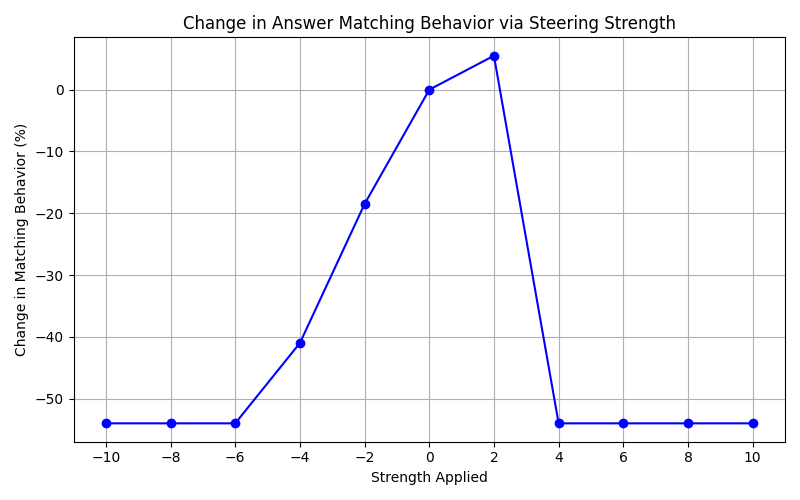 Change in Answer Matching Behavior via Steering Strength
Change in Matching Behavior (%)
0
−10
−20
−30
−40
−50
−10 −8 −6 −4 −2 0 2 4 6 8 10
Strength Applied